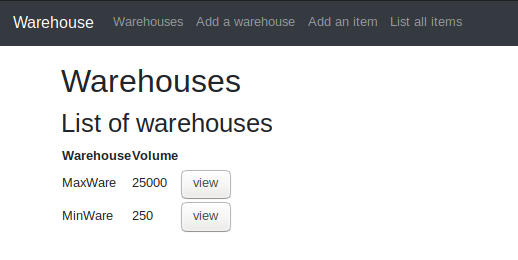 Warehouse Warehouses Add a warehouse Add an item List all items
Warehouses
List of warehouses
Warehouse Volume
MaxWare 25000 view
MinWare 250 view